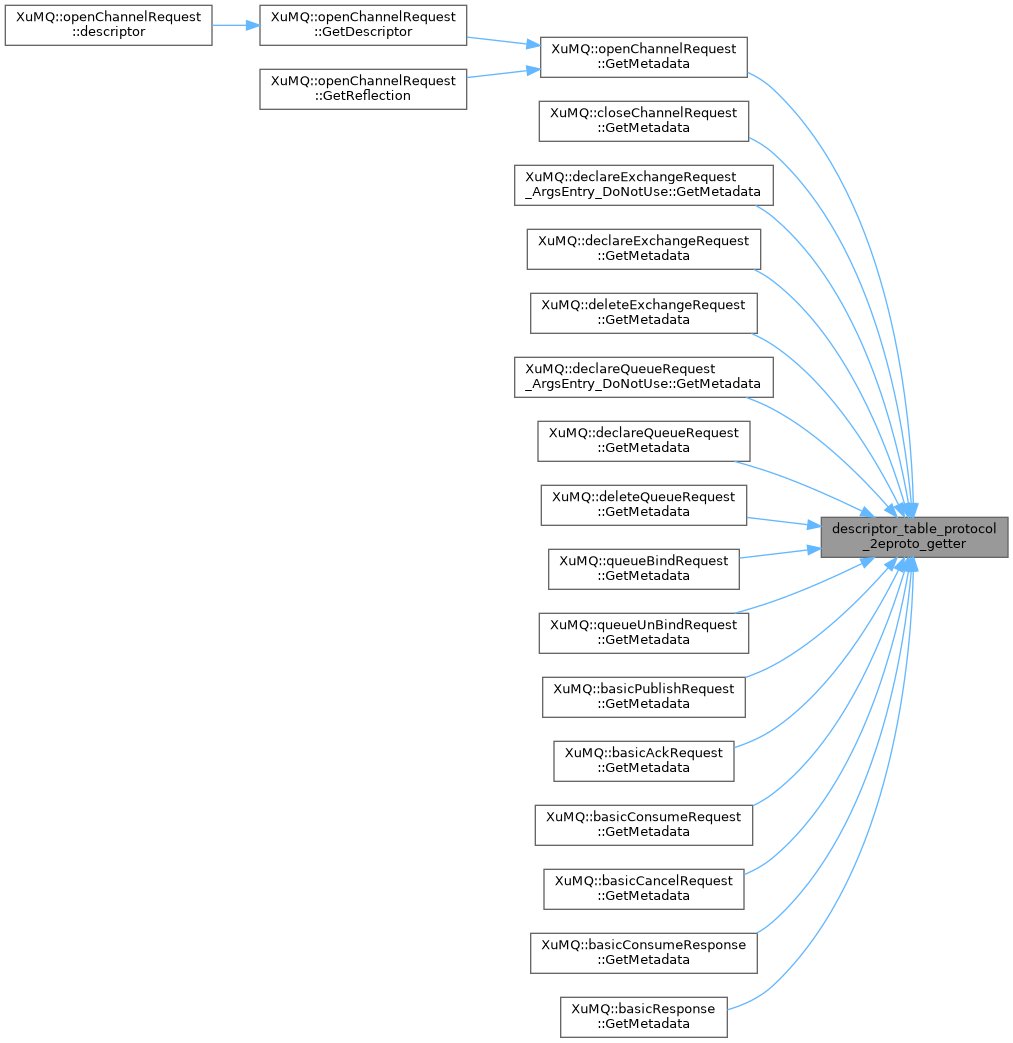 XuMQ::openChannelRequest
::descriptor
XuMQ::openChannelRequest
::GetDescriptor
XuMQ::openChannelRequest
::GetReflection
XuMQ::openChannelRequest
::GetMetadata
XuMQ::closeChannelRequest
::GetMetadata
XuMQ::declareExchangeRequest
_ArgsEntry_DoNotUse::GetMetadata
XuMQ::declareExchangeRequest
::GetMetadata
XuMQ::deleteExchangeRequest
::GetMetadata
XuMQ::declareQueueRequest
_ArgsEntry_DoNotUse::GetMetadata
XuMQ::declareQueueRequest
::GetMetadata
XuMQ::deleteQueueRequest
::GetMetadata
XuMQ::queueBindRequest
::GetMetadata
XuMQ::queueUnBindRequest
::GetMetadata
XuMQ::basicPublishRequest
::GetMetadata
XuMQ::basicAckRequest
::GetMetadata
XuMQ::basicConsumeRequest
::GetMetadata
XuMQ::basicCancelRequest
::GetMetadata
XuMQ::basicConsumeResponse
::GetMetadata
XuMQ::basicResponse
::GetMetadata
descriptor_table_protocol
_2eproto_getter